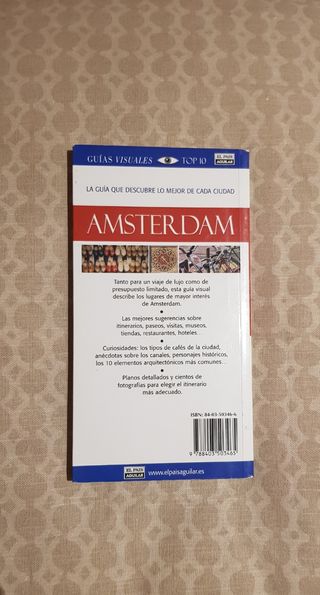 GUÍAS VISUALES TOP 10 EL PAÍS
AGUILAR
LA GUÍA QUE DESCUBRE LO MEJOR DE CADA CIUDAD
AMSTERDAM
Tanto para un viaje de lujo como de
presupuesto limitado, esta guía visual
describe los lugares de mayor interés
de Amsterdam.
•
Las mejores sugerencias sobre
itinerarios, paseos, visitas, museos,
tiendas, restaurantes, hoteles...
•
Curiosidades: los tipos de cafés de la ciudad,
anécdotas sobre los canales, personajes históricos,
los 10 elementos arquitectónicos más comunes...
•
Planos detallados y cientos de
fotografías para elegir el itinerario
más adecuado.
ISBN: 84-03-50346-6
9 788403 503465
EL PAÍS
AGUILAR
www.elpaisaguilar.es